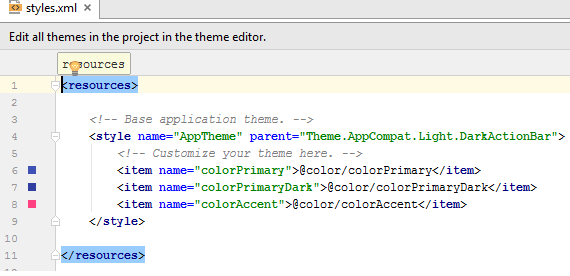 styles.xml
Edit all themes in the project in the theme editor.
resources
1 <resources>
2
3 <!-- Base application theme. -->
4 <style name="AppTheme" parent="Theme.AppCompat.Light.DarkActionBar">
5 <!-- Customize your theme here. -->
6 <item name="colorPrimary">@color/colorPrimary</item>
7 <item name="colorPrimaryDark">@color/colorPrimaryDark</item>
8 <item name="colorAccent">@color/colorAccent</item>
9 </style>
10
11 </resources>